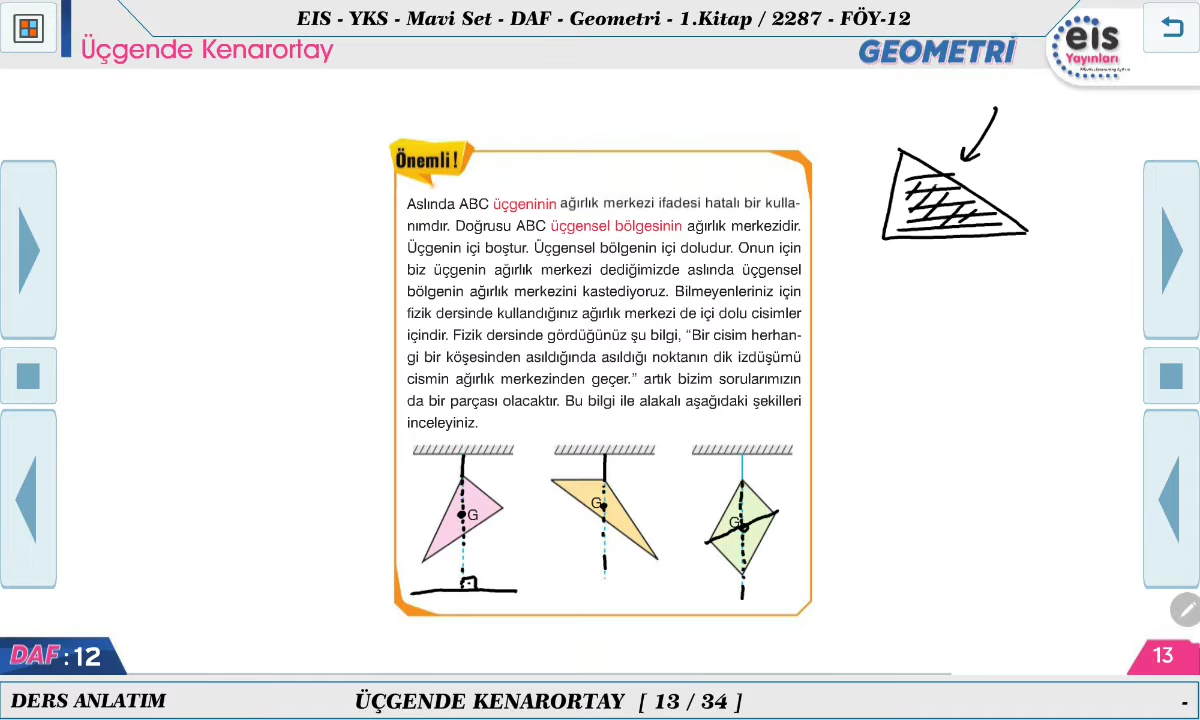 EIS - YKS - Mavi Set - DAF - Geometri - 1.Kitap / 2287 - FÖY-12
Üçgende Kenarortay
GEOMETRİ
eis
Yayınları
Önemli !
Aslında ABC üçgeninin ağırlık merkezi ifadesi hatalı bir kulla-
nımdır. Doğrusu ABC üçgensel bölgesinin ağırlık merkezidir.
Üçgenin içi boştur. Üçgensel bölgenin içi doludur. Onun için
biz üçgenin ağırlık merkezi dediğimizde aslında üçgensel
bölgenin ağırlık merkezini kastediyoruz. Bilmeyenleriniz için
fizik dersinde kullandığınız ağırlık merkezi de içi dolu cisimler
içindir. Fizik dersinde gördüğünüz şu bilgi, “Bir cisim herhan-
gi bir köşesinden asıldığında asıldığı noktanın dik izdüşümü
cismin ağırlık merkezinden geçer.” artık bizim sorularımızın
da bir parçası olacaktır. Bu bilgi ile alakalı aşağıdaki şekilleri
inceleyiniz.
G
G
G
DAF : 12
13
DERS ANLATIM
ÜÇGENDE KENARORTAY [ 13 / 34 ]
-